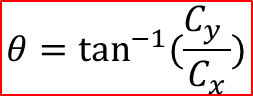 θ = tan⁻¹(C_y/C_x)